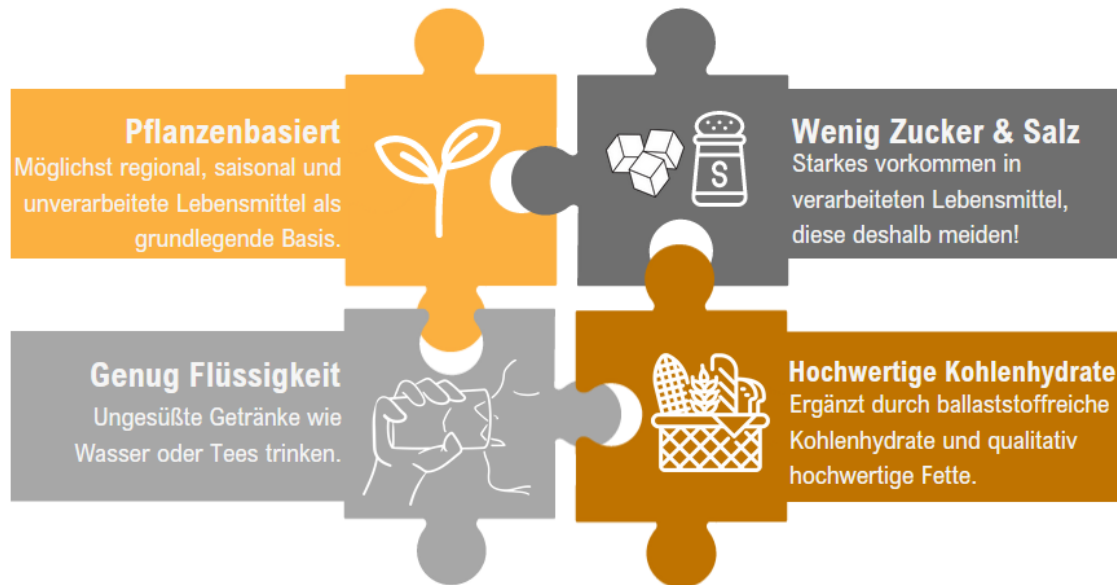 Pflanzenbasiert
Möglichst regional, saisonal und
unverarbeitete Lebensmittel als
grundlegende Basis.
Wenig Zucker & Salz
Starkes vorkommen in
verarbeiteten Lebensmittel,
diese deshalb meiden!
S
Genug Flüssigkeit
Ungesüßte Getränke wie
Wasser oder Tees trinken.
Hochwertige Kohlenhydrate
Ergänzt durch ballaststoffreiche
Kohlenhydrate und qualitativ
hochwertige Fette.